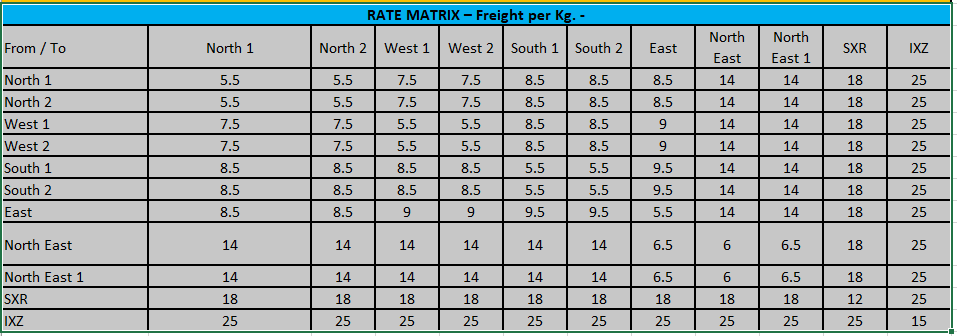 RATE MATRIX – Freight per Kg. -
From / To North 1 North 2 West 1 West 2 South 1 South 2 East North East North East 1 SXR IXZ
North 1 5.5 5.5 7.5 7.5 8.5 8.5 8.5 14 14 18 25
North 2 5.5 5.5 7.5 7.5 8.5 8.5 8.5 14 14 18 25
West 1 7.5 7.5 5.5 5.5 8.5 8.5 9 14 14 18 25
West 2 7.5 7.5 5.5 5.5 8.5 8.5 9 14 14 18 25
South 1 8.5 8.5 8.5 8.5 5.5 5.5 9.5 14 14 18 25
South 2 8.5 8.5 8.5 8.5 5.5 5.5 9.5 14 14 18 25
East 8.5 8.5 9 9 9.5 9.5 5.5 14 14 18 25
North East 14 14 14 14 14 14 6.5 6 6.5 18 25
North East 1 14 14 14 14 14 14 6.5 6 6.5 18 25
SXR 18 18 18 18 18 18 18 18 18 12 25
IXZ 25 25 25 25 25 25 25 25 25 25 15